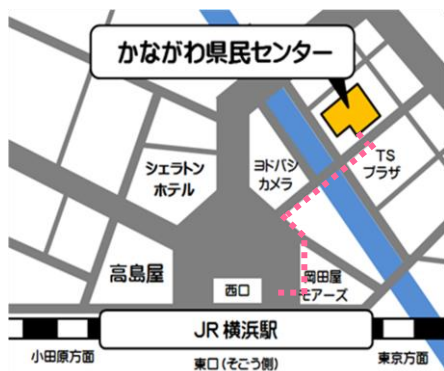 かながわ県民センター
シェラトン
ホテル
ヨドバシ
カメラ
TS
プラザ
高島屋
西口
岡田屋
モアーズ
JR 横浜駅
小田原方面
東口(そごう側)
東京方面